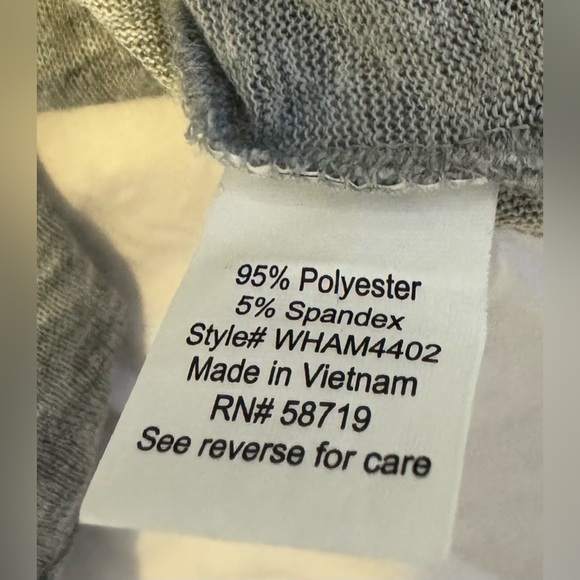 95% Polyester
5% Spandex
Style# WHAM4402
Made in Vietnam
RN# 58719
See reverse for care